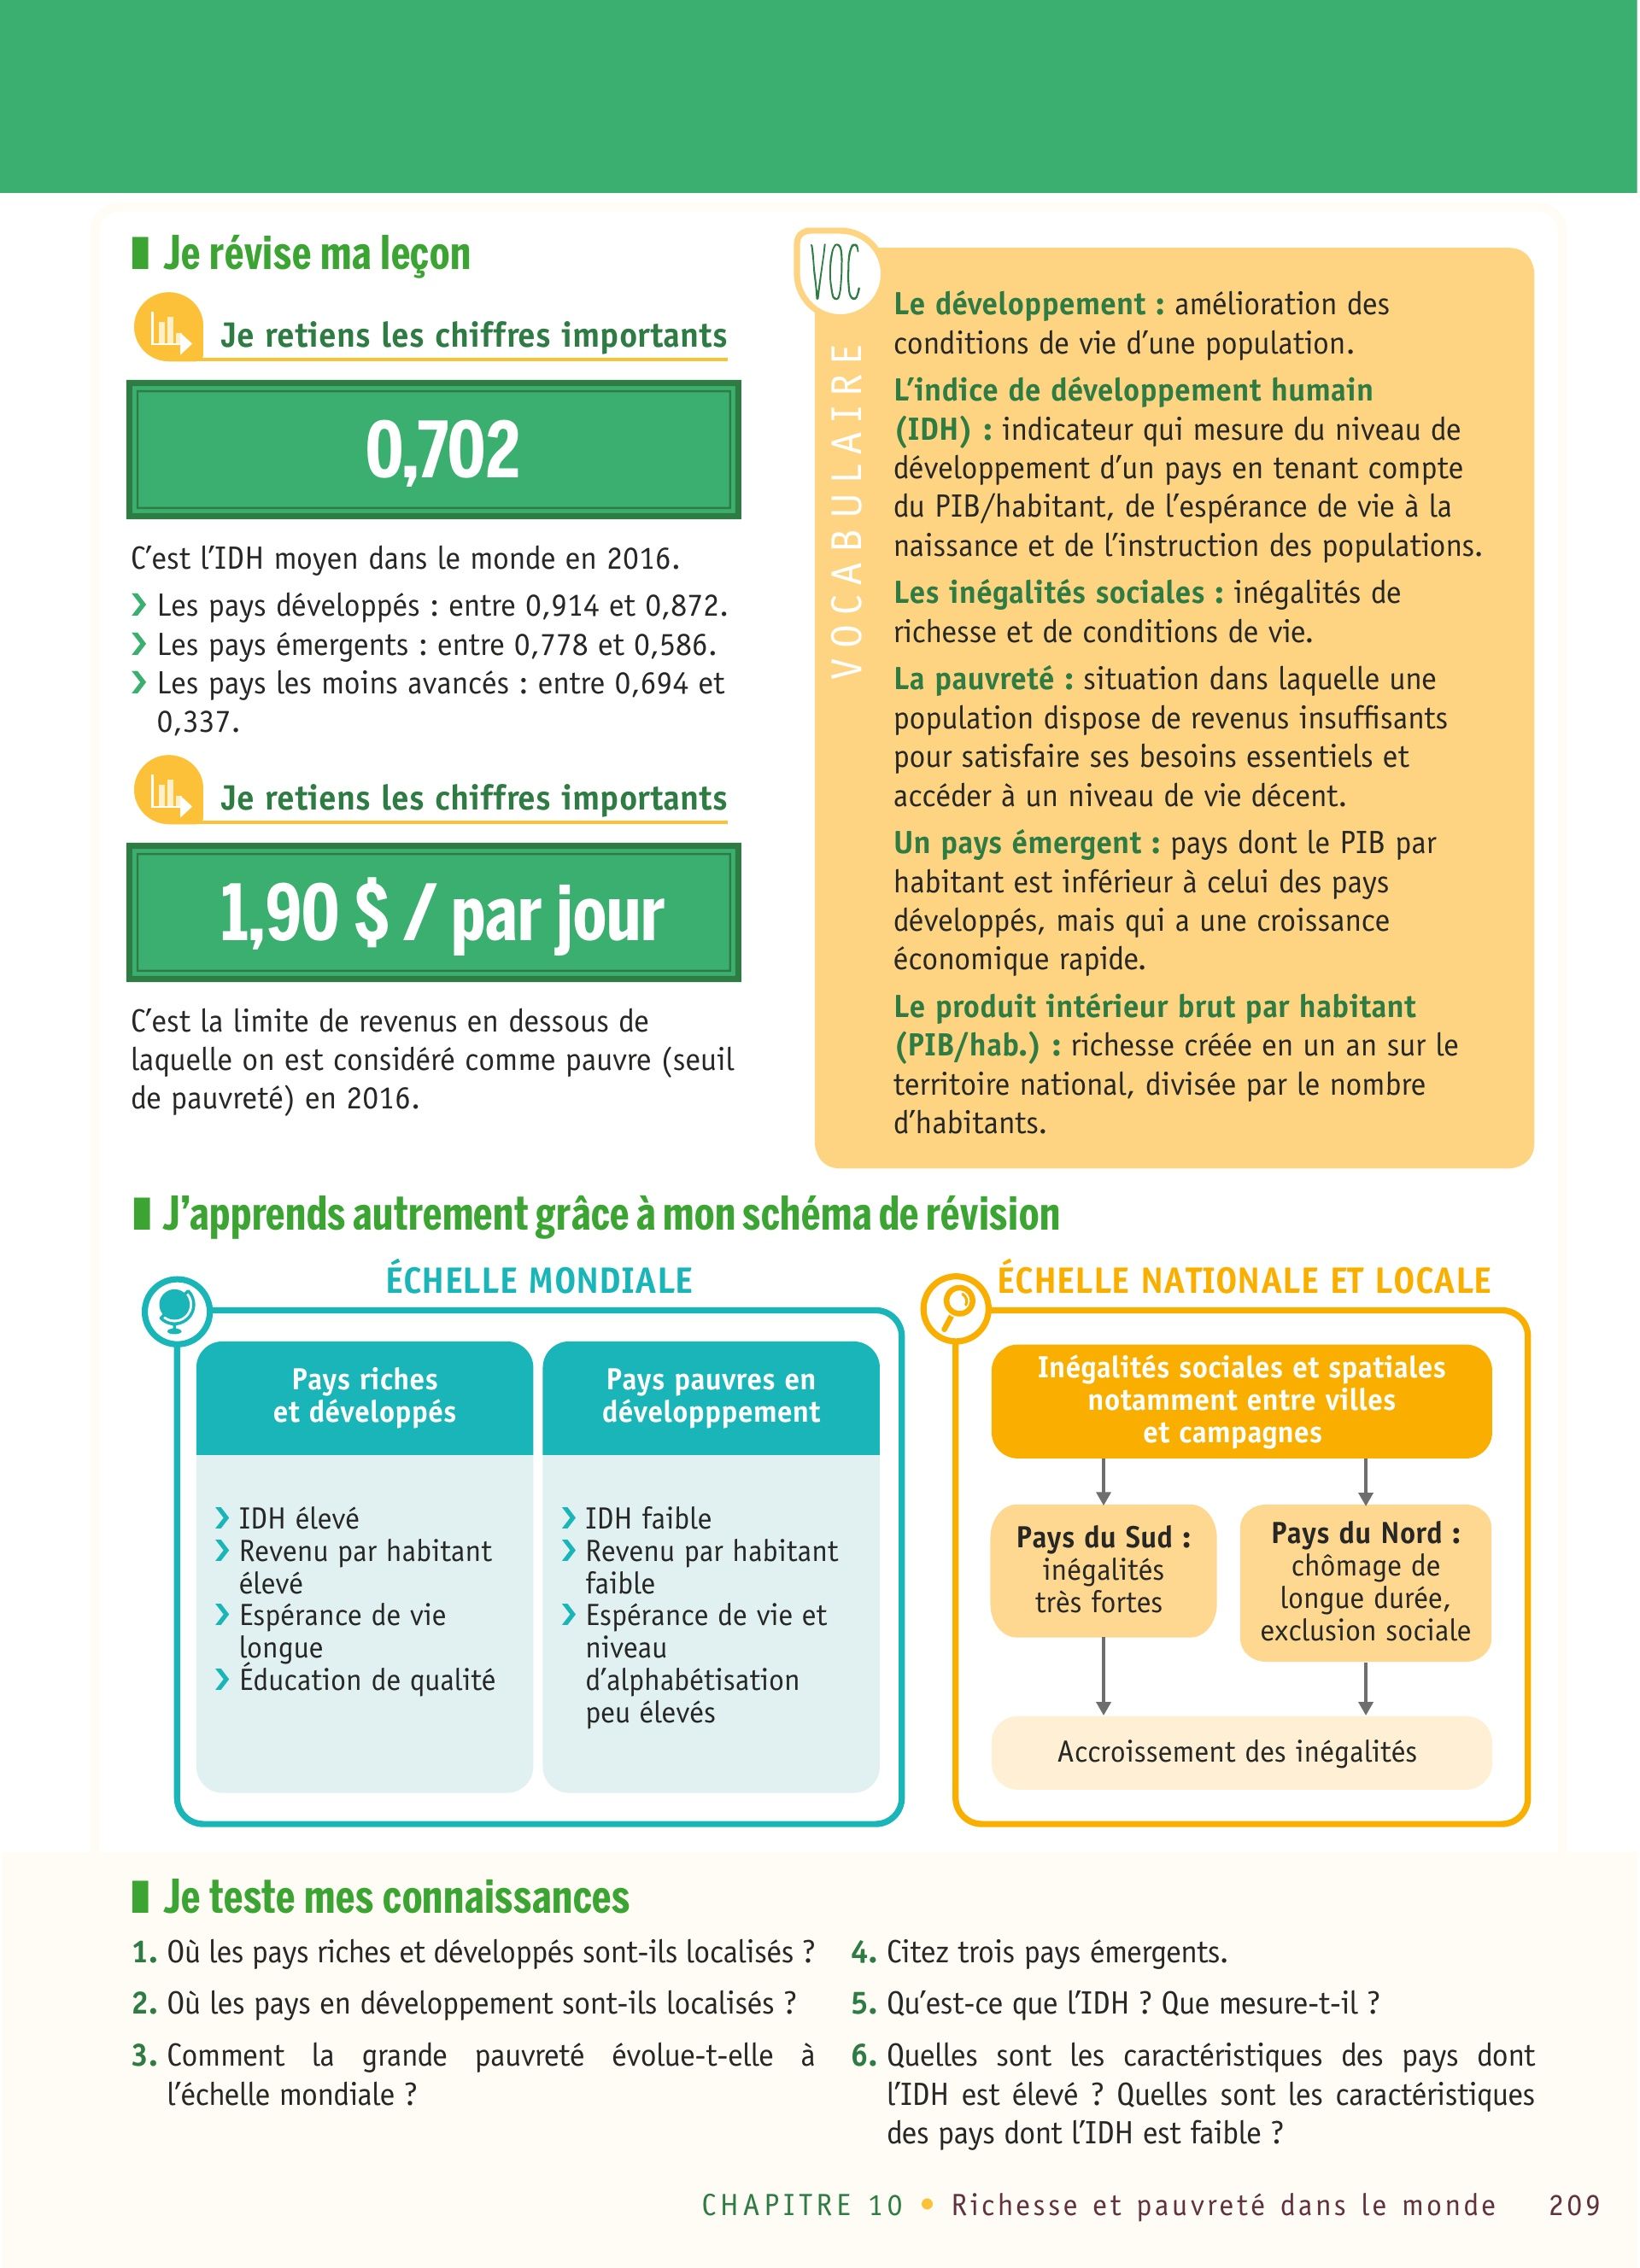 Je révise ma leçon
Je retiens les chiffres importants
0,702
C'est l'IDH moyen dans le monde en 2016.
❯ Les pays développés : entre 0,914 et 0,872.
❯ Les pays émergents : entre 0,778 et 0,586.
❯ Les pays les moins avancés : entre 0,694 et
0,337.
Je retiens les chiffres importants
1,90 $ / par jour
C'est la limite de revenus en dessous de
laquelle on est considéré comme pauvre (seuil
de pauvreté) en 2016.
VOC
VOCABULAIRE
Le développement : amélioration des
conditions de vie d'une population.
L'indice de développement humain
(IDH) : indicateur qui mesure du niveau de
développement d'un pays en tenant compte
du PIB/habitant, de l'espérance de vie à la
naissance et de l'instruction des populations.
Les inégalités sociales : inégalités de
richesse et de conditions de vie.
La pauvreté : situation dans laquelle une
population dispose de revenus insuffisants
pour satisfaire ses besoins essentiels et
accéder à un niveau de vie décent.
Un pays émergent : pays dont le PIB par
habitant est inférieur à celui des pays
développés, mais qui a une croissance
économique rapide.
Le produit intérieur brut par habitant
(PIB/hab.) : richesse créée en un an sur le
territoire national, divisée par le nombre
d'habitants.
J'apprends autrement grâce à mon schéma de révision
ÉCHELLE MONDIALE
Pays riches
et développés
❯ IDH élevé
❯ Revenu par habitant
élevé
❯ Espérance de vie
longue
❯ Éducation de qualité
Pays pauvres en
développpement
❯ IDH faible
❯ Revenu par habitant
faible
❯ Espérance de vie et
niveau
d'alphabétisation
peu élevés
ÉCHELLE NATIONALE ET LOCALE
Inégalités sociales et spatiales
notamment entre villes
et campagnes
Pays du Sud :
inégalités
très fortes
Pays du Nord :
chômage de
longue durée,
exclusion sociale
Accroissement des inégalités
Je teste mes connaissances
1. Où les pays riches et développés sont-ils localisés ?
2. Où les pays en développement sont-ils localisés ?
3. Comment la grande pauvreté évolue-t-elle à
l'échelle mondiale ?
4. Citez trois pays émergents.
5. Qu'est-ce que l'IDH ? Que mesure-t-il ?
6. Quelles sont les caractéristiques des pays dont
l'IDH est élevé ? Quelles sont les caractéristiques
des pays dont l'IDH est faible ?
CHAPITRE 10 • Richesse et pauvreté dans le monde 209